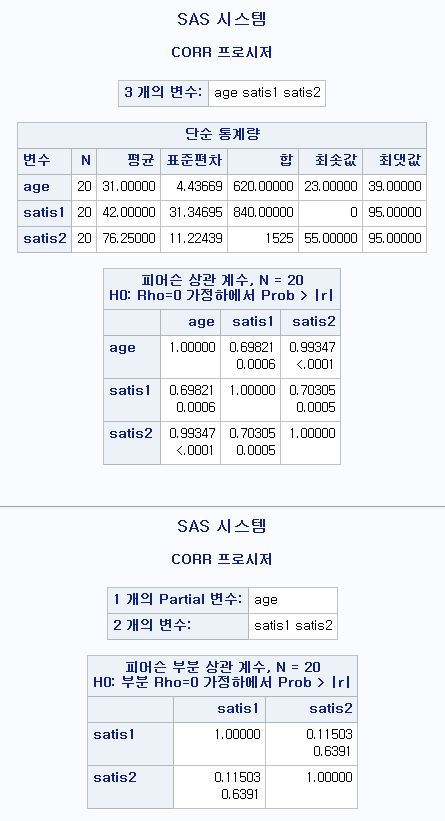 SAS 시스템
CORR 프로시저
3 개의 변수: age satis1 satis2
단순 통계량
변수 N 평균 표준편차 합 최솟값 최댓값
age 20 31.00000 4.43669 620.00000 23.00000 39.00000
satis1 20 42.00000 31.34695 840.00000 0 95.00000
satis2 20 76.25000 11.22439 1525 55.00000 95.00000
피어슨 상관 계수, N = 20
H0: Rho=0 가정하에서 Prob > |r|
age satis1 satis2
age 1.00000 0.69821 0.99347
0.0006 <.0001
satis1 0.69821 1.00000 0.70305
0.0006 0.0005
satis2 0.99347 0.70305 1.00000
<.0001 0.0005
SAS 시스템
CORR 프로시저
1 개의 Partial 변수: age
2 개의 변수: satis1 satis2
피어슨 부분 상관 계수, N = 20
H0: 부분 Rho=0 가정하에서 Prob > |r|
satis1 satis2
satis1 1.00000 0.11503
0.6391
satis2 0.11503 1.00000
0.6391